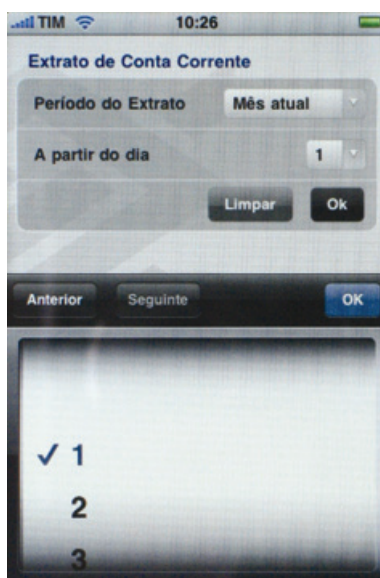 TIM 10:26
Extrato de Conta Corrente
Período do Extrato Mês atual
A partir do dia 1
Limpar Ok
Anterior Seguinte OK
✓ 1
2
3